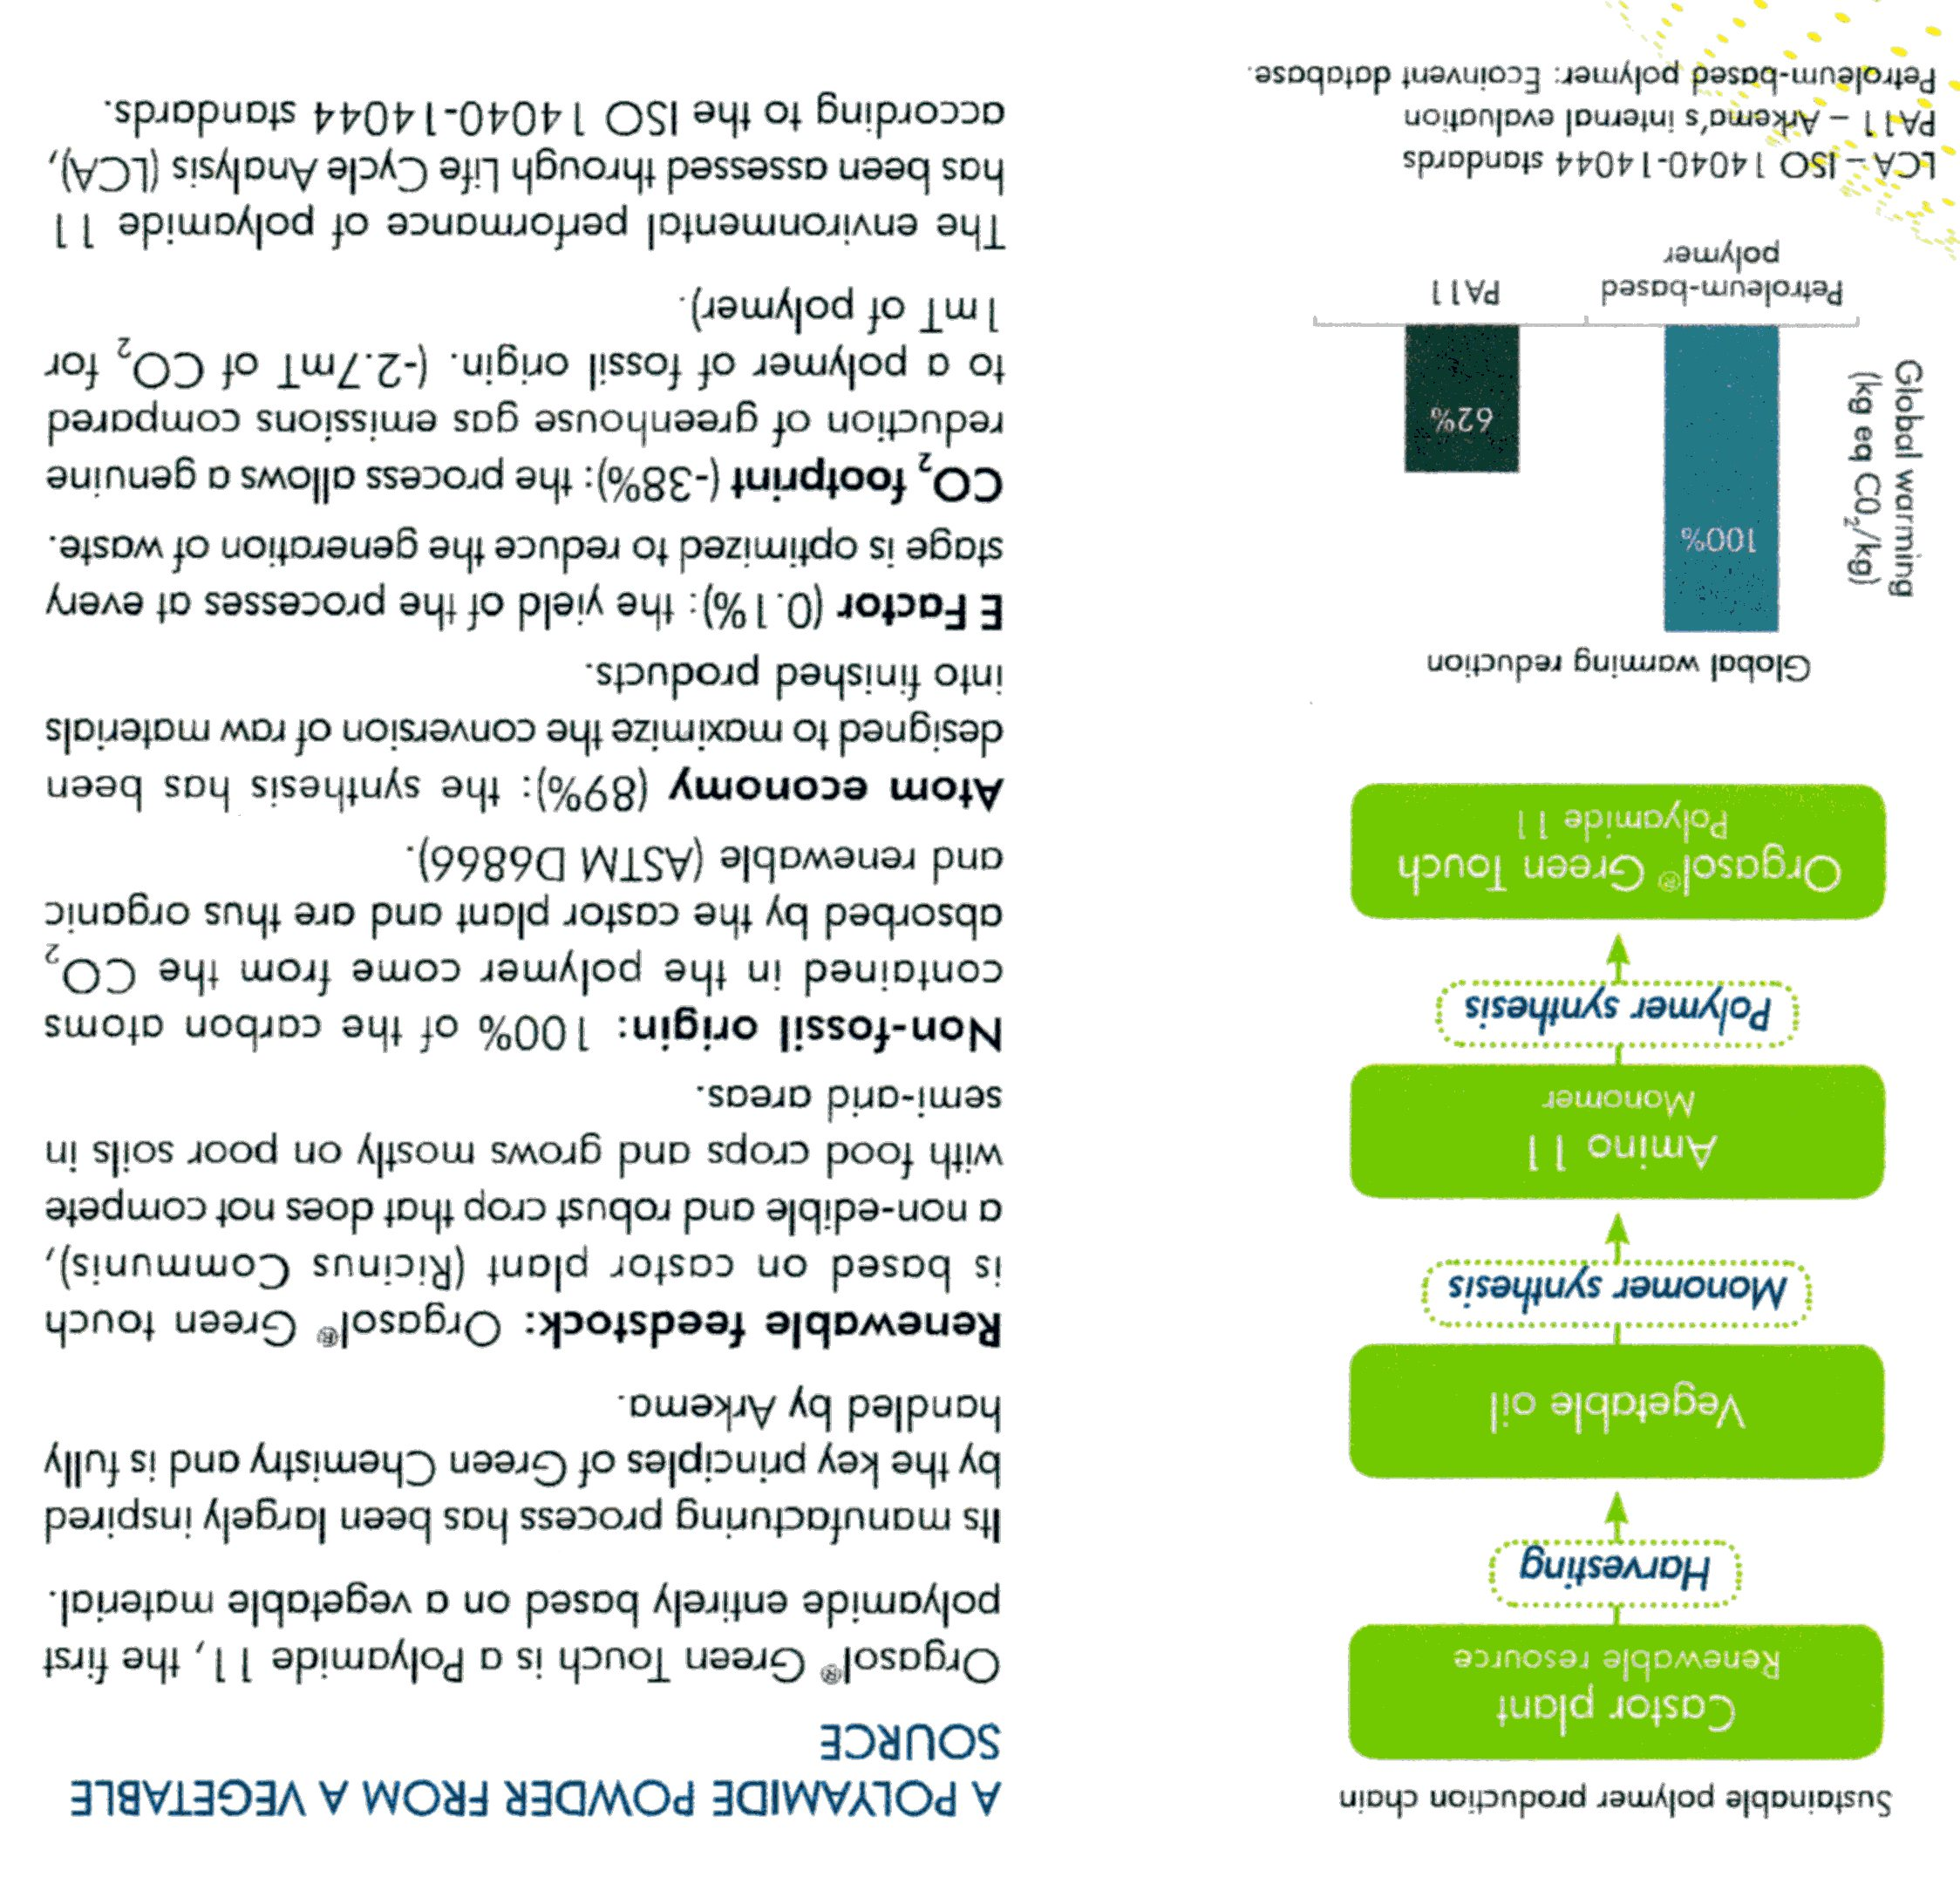 Sustainable polymer production chain
Castor plant
Renewable resource
Harvesting
Vegetable oil
Monomer synthesis
Amino 11
Monomer
Polymer synthesis
Orgasol® Green Touch
Polyamide 11
Global warming reduction
Global warming
(kg eq C0₂/kg)
100%
62%
Petroleum-based
polymer
PA11
LCA – ISO 14040-14044 standards
PA11 – Arkema's internal evaluation
Petroleum-based polymer: Ecoinvent database.
A POLYAMIDE POWDER FROM A VEGETABLE
SOURCE
Orgasol® Green Touch is a Polyamide 11, the first
polyamide entirely based on a vegetable material.
Its manufacturing process has been largely inspired
by the key principles of Green Chemistry and is fully
handled by Arkema.
Renewable feedstock: Orgasol® Green touch
is based on castor plant (Ricinus Communis),
a non-edible and robust crop that does not compete
with food crops and grows mostly on poor soils in
semi-arid areas.
Non-fossil origin: 100% of the carbon atoms
contained in the polymer come from the CO₂
absorbed by the castor plant and are thus organic
and renewable (ASTM D6866).
Atom economy (89%): the synthesis has been
designed to maximize the conversion of raw materials
into finished products.
E Factor (0.1%): the yield of the processes at every
stage is optimized to reduce the generation of waste.
CO₂ footprint (-38%): the process allows a genuine
reduction of greenhouse gas emissions compared
to a polymer of fossil origin. (-2.7mT of CO₂ for
1mT of polymer).
The environmental performance of polyamide 11
has been assessed through Life Cycle Analysis (LCA),
according to the ISO 14040-14044 standards.